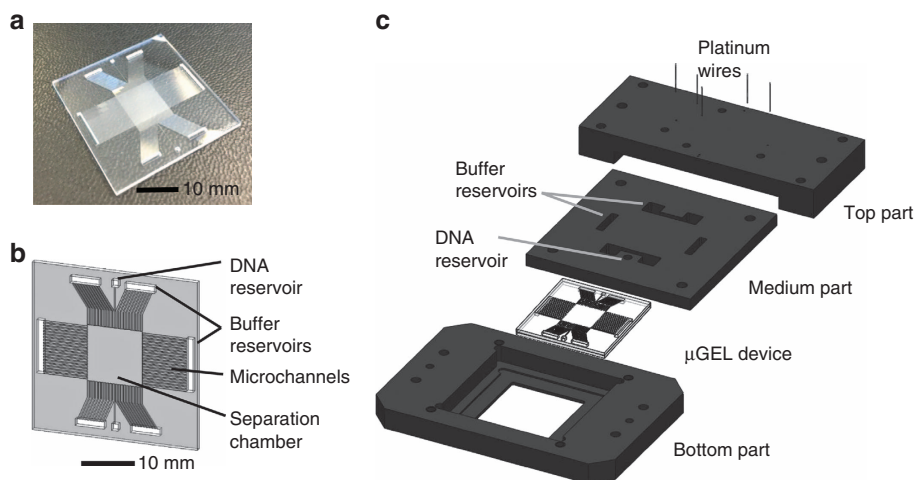 a
10 mm
b
DNA
reservoir
Buffer
reservoirs
Microchannels
Separation
chamber
10 mm
c
Platinum
wires
Buffer
reservoirs
Top part
DNA
reservoir
Medium part
μGEL device
Bottom part